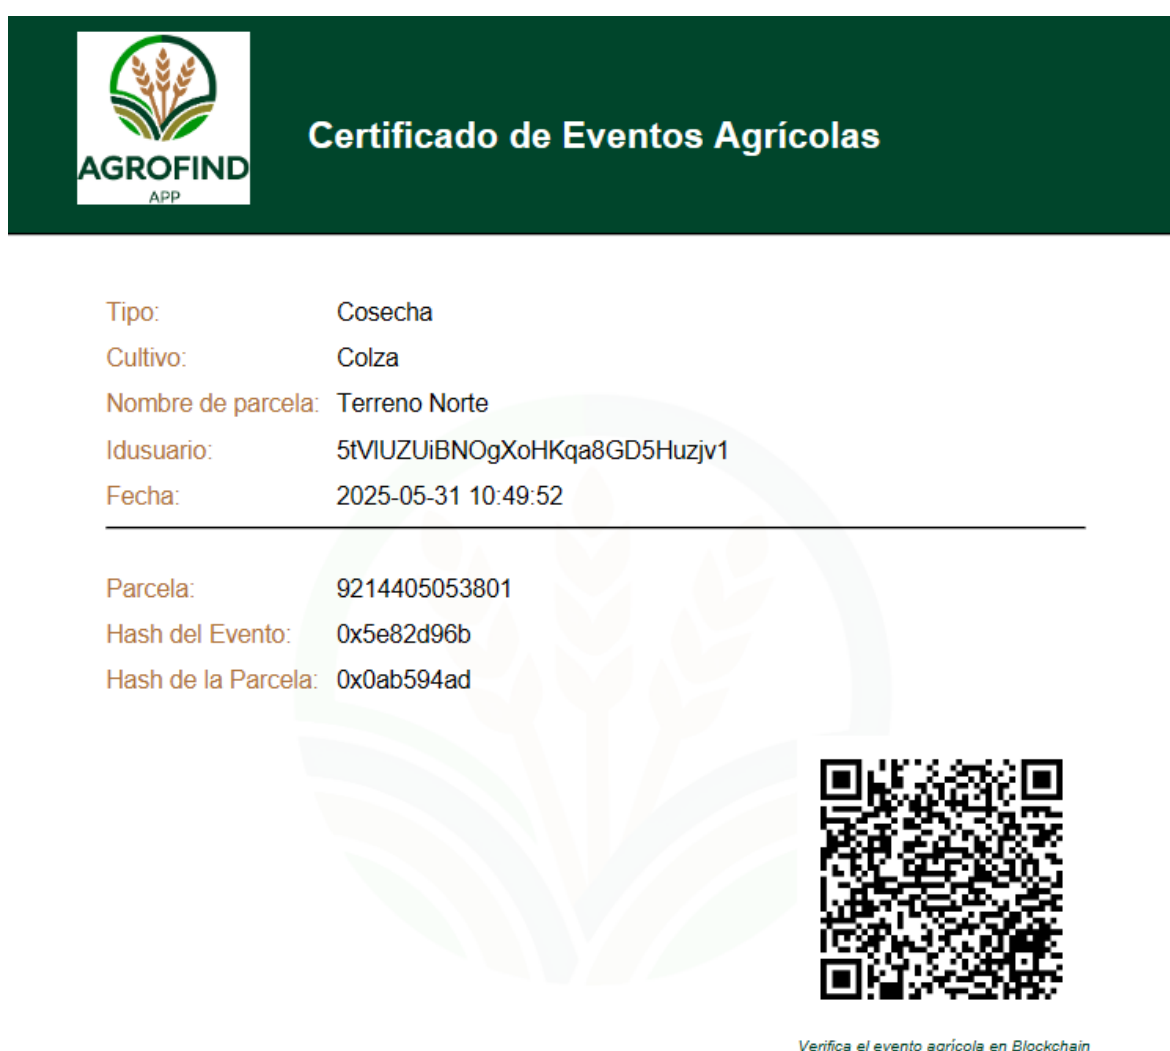 AGROFIND
APP
Certificado de Eventos Agrícolas
Tipo: Cosecha
Cultivo: Colza
Nombre de parcela: Terreno Norte
Idusuario: 5tVlUZUiBNOgXoHKqa8GD5Huzjv1
Fecha: 2025-05-31 10:49:52
Parcela: 9214405053801
Hash del Evento: 0x5e82d96b
Hash de la Parcela: 0x0ab594ad
Verifica el evento agrícola en Blockchain